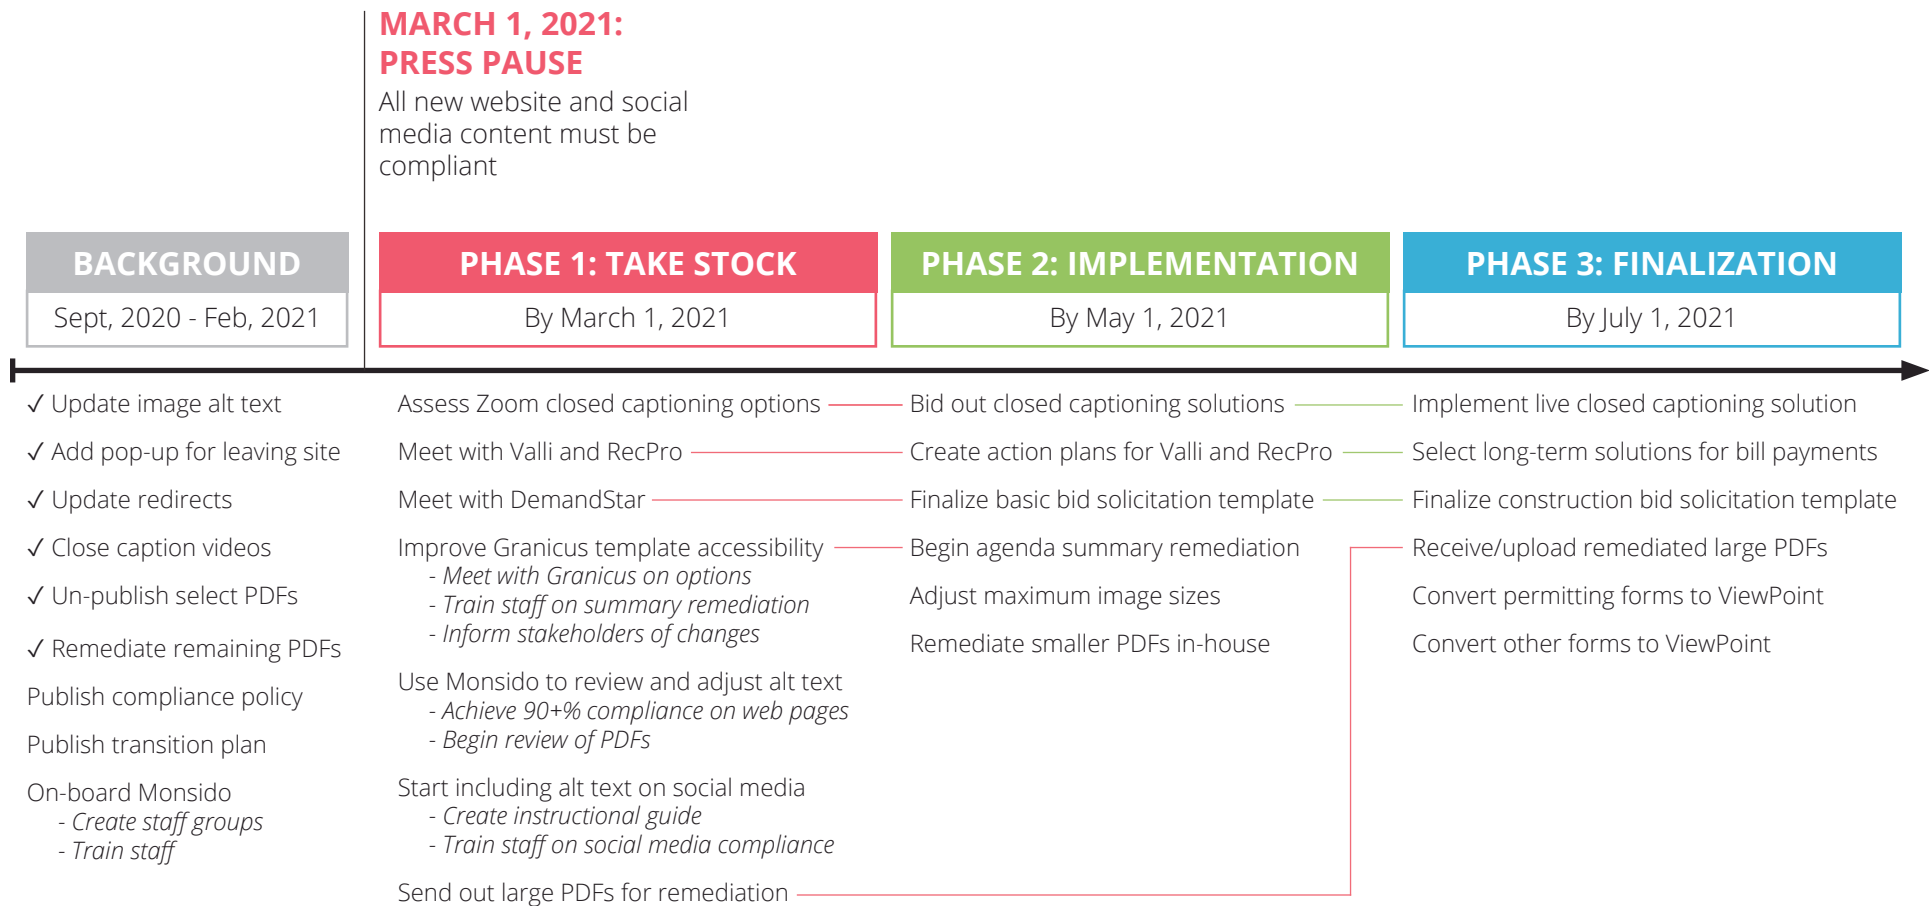 MARCH 1, 2021:
PRESS PAUSE
All new website and social
media content must be
compliant
BACKGROUND
Sept, 2020 - Feb, 2021
✓ Update image alt text
✓ Add pop-up for leaving site
✓ Update redirects
✓ Close caption videos
✓ Un-publish select PDFs
✓ Remediate remaining PDFs
Publish compliance policy
Publish transition plan
On-board Monsido
- Create staff groups
- Train staff
PHASE 1: TAKE STOCK
By March 1, 2021
Assess Zoom closed captioning options
Meet with Valli and RecPro
Meet with DemandStar
Improve Granicus template accessibility
- Meet with Granicus on options
- Train staff on summary remediation
- Inform stakeholders of changes
Use Monsido to review and adjust alt text
- Achieve 90+% compliance on web pages
- Begin review of PDFs
Start including alt text on social media
- Create instructional guide
- Train staff on social media compliance
Send out large PDFs for remediation
PHASE 2: IMPLEMENTATION
By May 1, 2021
Bid out closed captioning solutions
Create action plans for Valli and RecPro
Finalize basic bid solicitation template
Begin agenda summary remediation
Adjust maximum image sizes
Remediate smaller PDFs in-house
PHASE 3: FINALIZATION
By July 1, 2021
Implement live closed captioning solution
Select long-term solutions for bill payments
Finalize construction bid solicitation template
Receive/upload remediated large PDFs
Convert permitting forms to ViewPoint
Convert other forms to ViewPoint